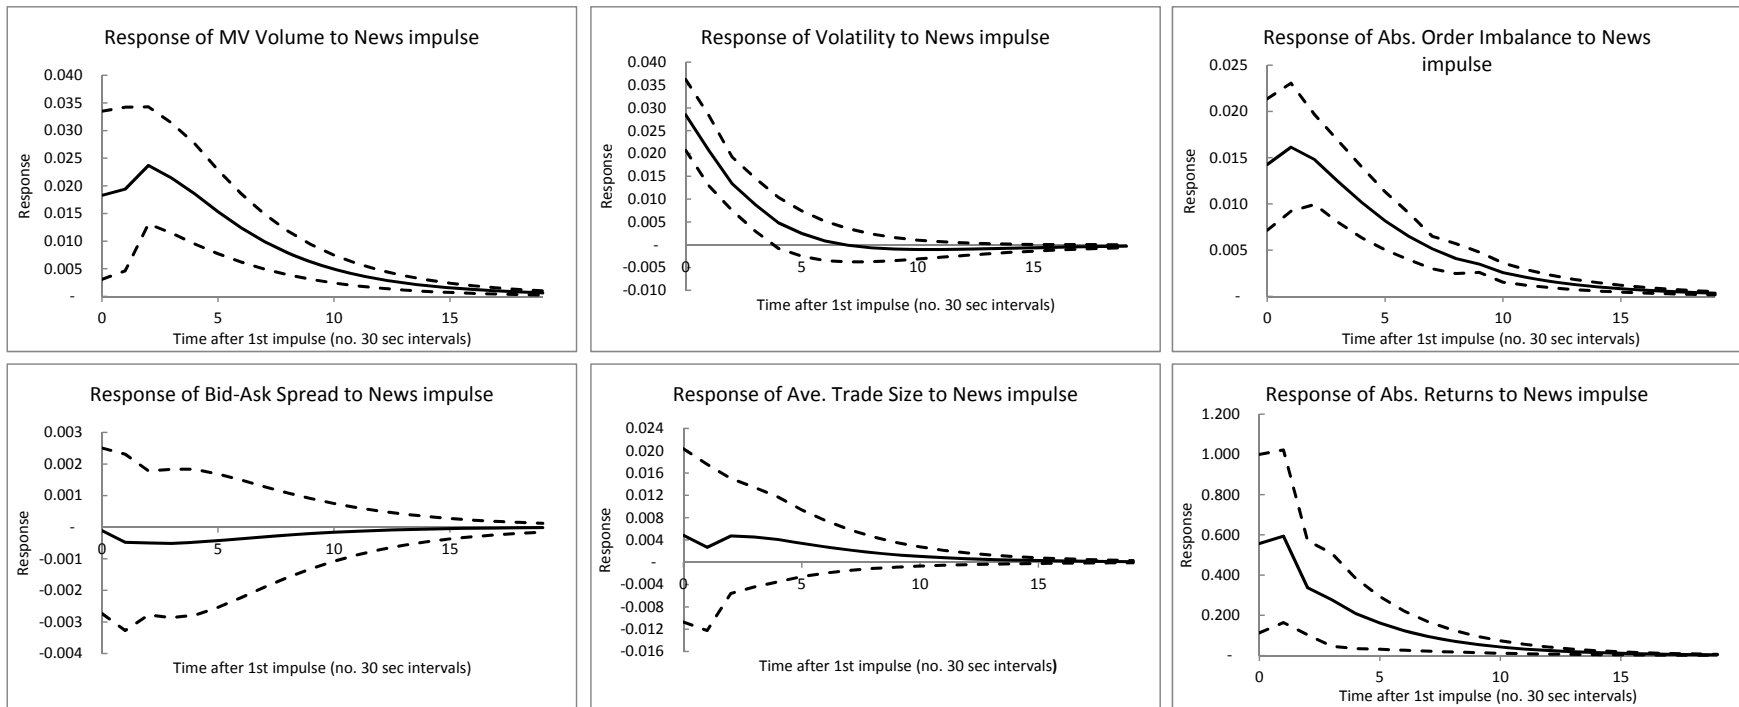 Response of MV Volume to News impulse
0.040
0.035
0.030
0.025
0.020
0.015
0.010
0.005
-
Response
0 5 10 15
Time after 1st impulse (no. 30 sec intervals)
Response of Volatility to News impulse
0.040
0.035
0.030
0.025
0.020
0.015
0.010
0.005
-
-0.005
-0.010
Response
0 5 10 15
Time after 1st impulse (no. 30 sec intervals)
Response of Abs. Order Imbalance to News
impulse
0.025
0.020
0.015
0.010
0.005
-
Response
0 5 10 15
Time after 1st impulse (no. 30 sec intervals)
Response of Bid-Ask Spread to News impulse
0.003
0.002
0.001
-
-0.001
-0.002
-0.003
-0.004
Response
0 5 10 15
Time after 1st impulse (no. 30 sec intervals)
Response of Ave. Trade Size to News impulse
0.024
0.020
0.016
0.012
0.008
0.004
-
-0.004
-0.008
-0.012
-0.016
Response
0 5 10 15
Time after 1st impulse (no. 30 sec intervals)
Response of Abs. Returns to News impulse
1.200
1.000
0.800
0.600
0.400
0.200
-
Response
0 5 10 15
Time after 1st impulse (no. 30 sec intervals)